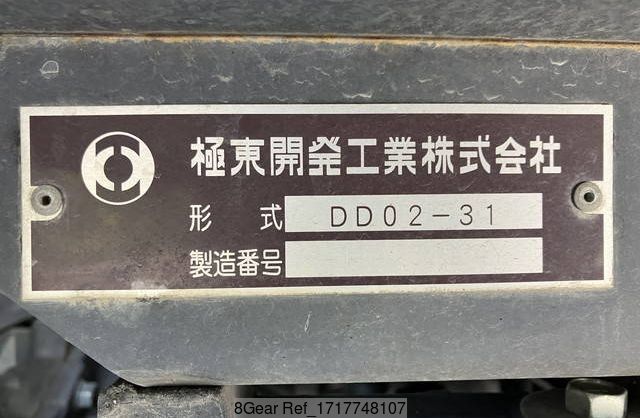 極東開発工業株式会社
形 式 DD02-31
製造番号
8Gear Ref_1717748107